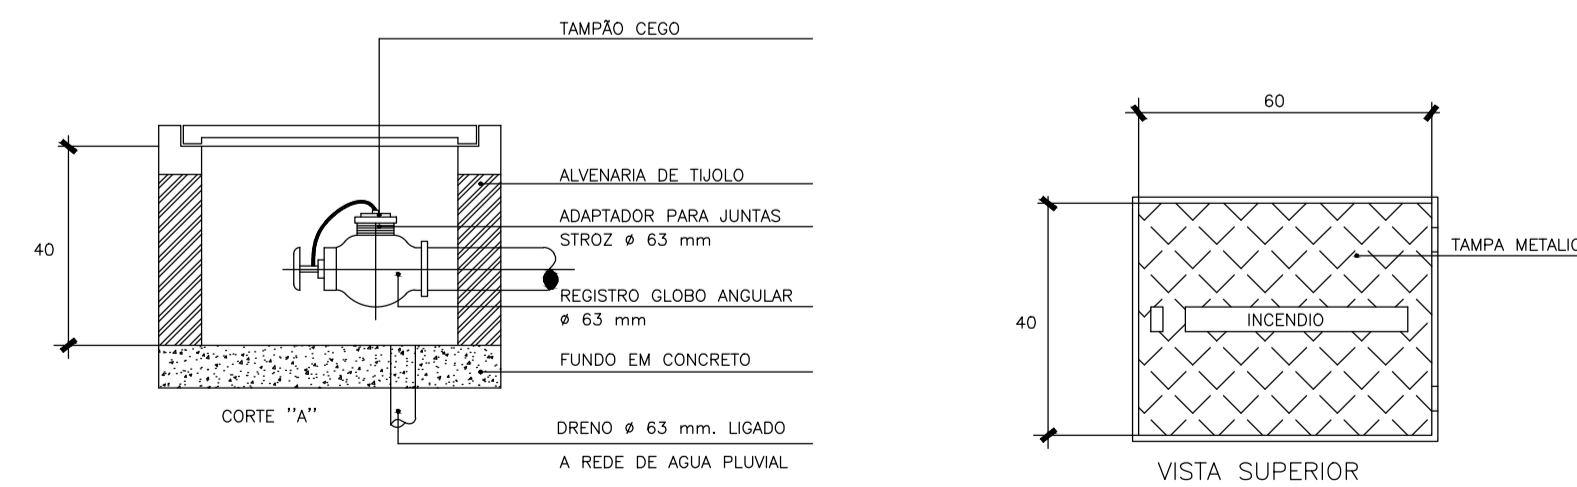 TAMPÃO CEGO
ALVENARIA DE TIJOLO
ADAPTADOR PARA JUNTAS
STROZ ø 63 mm
40
REGISTRO GLOBO ANGULAR
ø 63 mm
FUNDO EM CONCRETO
CORTE "A"
DRENO ø 63 mm. LIGADO
A REDE DE AGUA PLUVIAL
60
TAMPA METALIC
40
INCENDIO
VISTA SUPERIOR